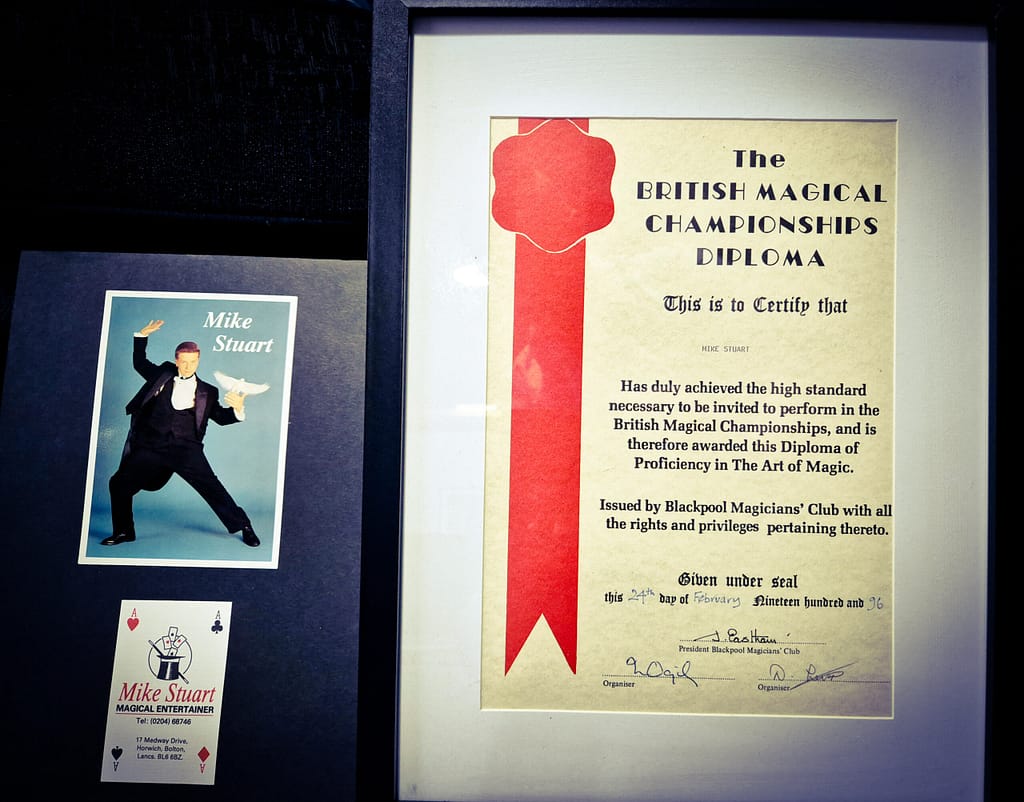 Mike
Stuart
A
A
Mike Stuart
MAGICAL ENTERTAINER
Tel: (0204) 68746
17 Medway Drive,
Horwich, Bolton,
Lancs. BL6 6BZ.
A
A
The
BRITISH MAGICAL
CHAMPIONSHIPS
DIPLOMA
This is to Certify that
MIKE STUART
Has duly achieved the high standard
necessary to be invited to perform in the
British Magical Championships, and is
therefore awarded this Diploma of
Proficiency in The Art of Magic.
Issued by Blackpool Magicians' Club with all
the rights and privileges pertaining thereto.
Given under seal
this 24th day of February Nineteen hundred and 96
President Blackpool Magicians' Club
Organiser
Organiser